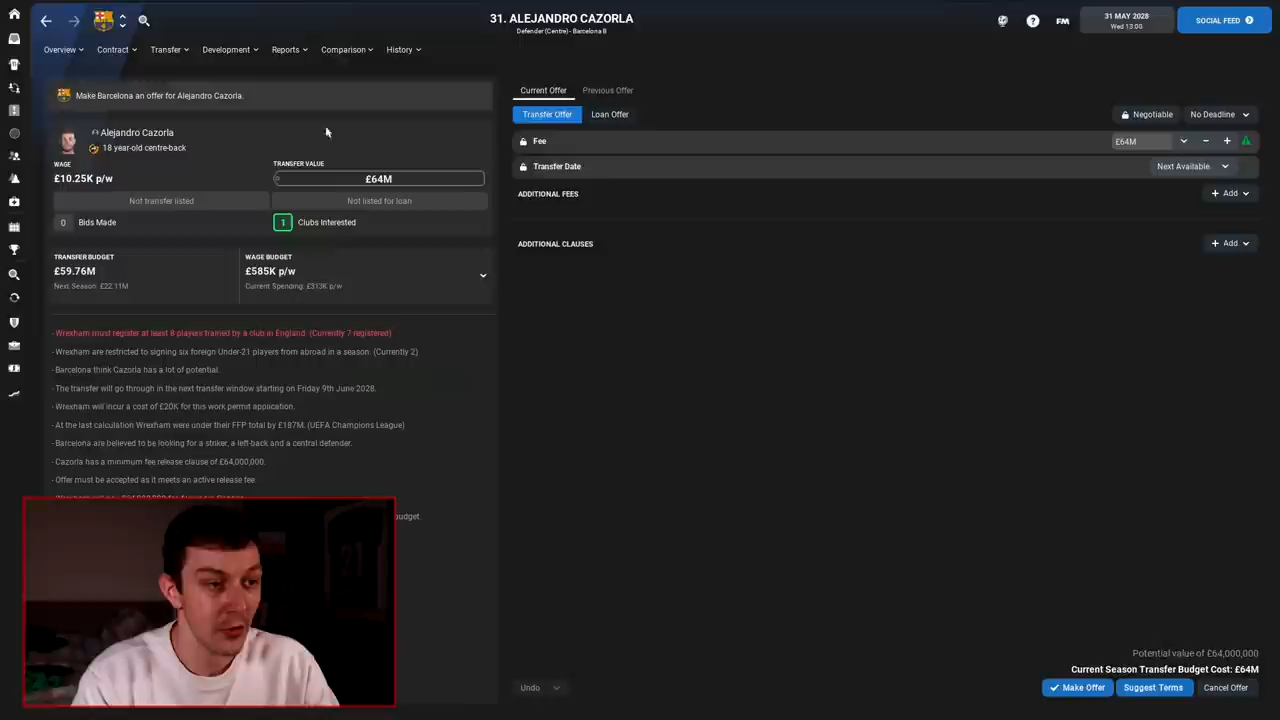 31. ALEJANDRO CAZORLA
Defender (Centre) - Barcelona B
31 MAY 2028
Wed 13:00
FM
SOCIAL FEED
Overview
Contract
Transfer
Development
Reports
Comparison
History
Make Barcelona an offer for Alejandro Cazorla.
Alejandro Cazorla
18 year-old centre-back
WAGE
£10.25K p/w
TRANSFER VALUE
£64M
Not transfer listed
Not listed for loan
0 Bids Made
1 Clubs Interested
TRANSFER BUDGET
£59.76M
Next Season: £22.11M
WAGE BUDGET
£585K p/w
Current Spending: £313K p/w
- Wrexham must register at least 8 players trained by a club in England. (Currently 7 registered)
- Wrexham are restricted to signing six foreign Under-21 players from abroad in a season. (Currently 2)
- Barcelona think Cazorla has a lot of potential.
- The transfer will go through in the next transfer window starting on Friday 9th June 2028.
- Wrexham will incur a cost of £20K for this work permit application.
- At the last calculation Wrexham were under their FFP total by £187M. (UEFA Champions League)
- Barcelona are believed to be looking for a striker, a left-back and a central defender.
- Cazorla has a minimum fee release clause of £64,000,000.
- Offer must be accepted as it meets an active release fee.
budget.
21
Current Offer
Previous Offer
Transfer Offer
Loan Offer
Negotiable
No Deadline
Fee
£64M
Transfer Date
Next Available
ADDITIONAL FEES
Add
ADDITIONAL CLAUSES
Add
Potential value of £64,000,000
Current Season Transfer Budget Cost: £64M
Undo
Make Offer
Suggest Terms
Cancel Offer